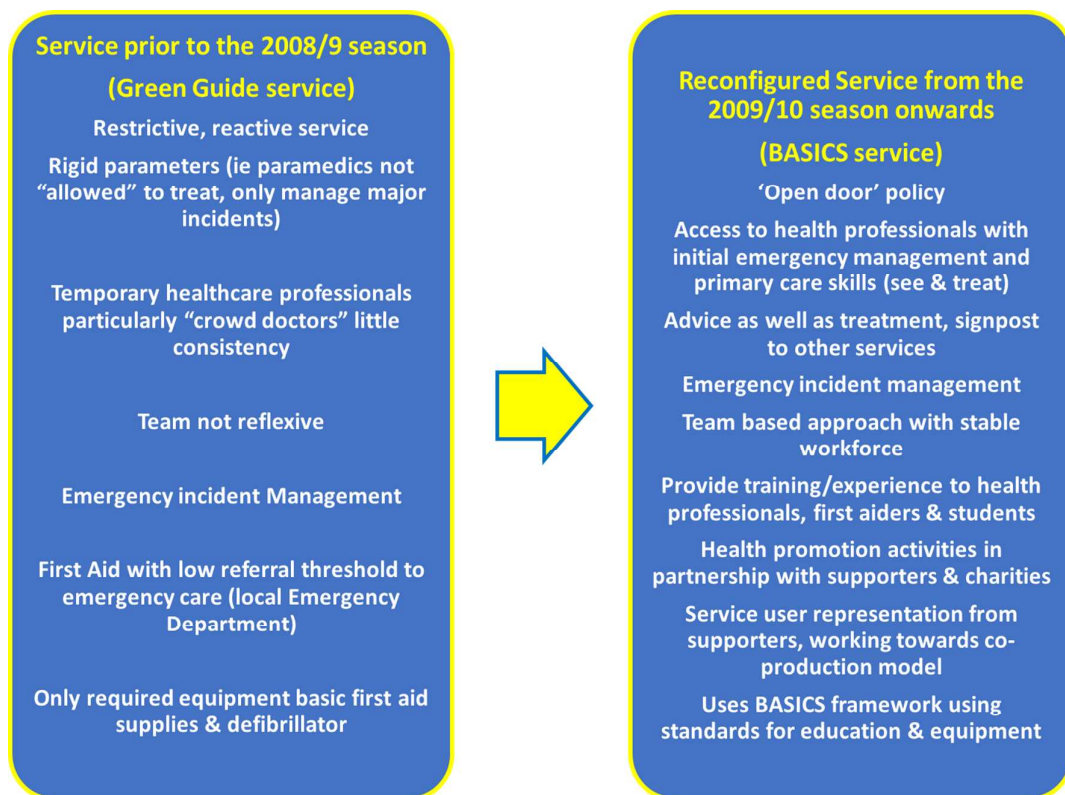 Service prior to the 2008/9 season
(Green Guide service)
Restrictive, reactive service
Rigid parameters (ie paramedics not
“allowed” to treat, only manage major
incidents)
Temporary healthcare professionals
particularly “crowd doctors” little
consistency
Team not reflexive
Emergency incident Management
First Aid with low referral threshold to
emergency care (local Emergency
Department)
Only required equipment basic first aid
supplies & defibrillator
Reconfigured Service from the
2009/10 season onwards
(BASICS service)
‘Open door’ policy
Access to health professionals with
initial emergency management and
primary care skills (see & treat)
Advice as well as treatment, signpost
to other services
Emergency incident management
Team based approach with stable
workforce
Provide training/experience to health
professionals, first aiders & students
Health promotion activities in
partnership with supporters & charities
Service user representation from
supporters, working towards co-
production model
Uses BASICS framework using
standards for education & equipment